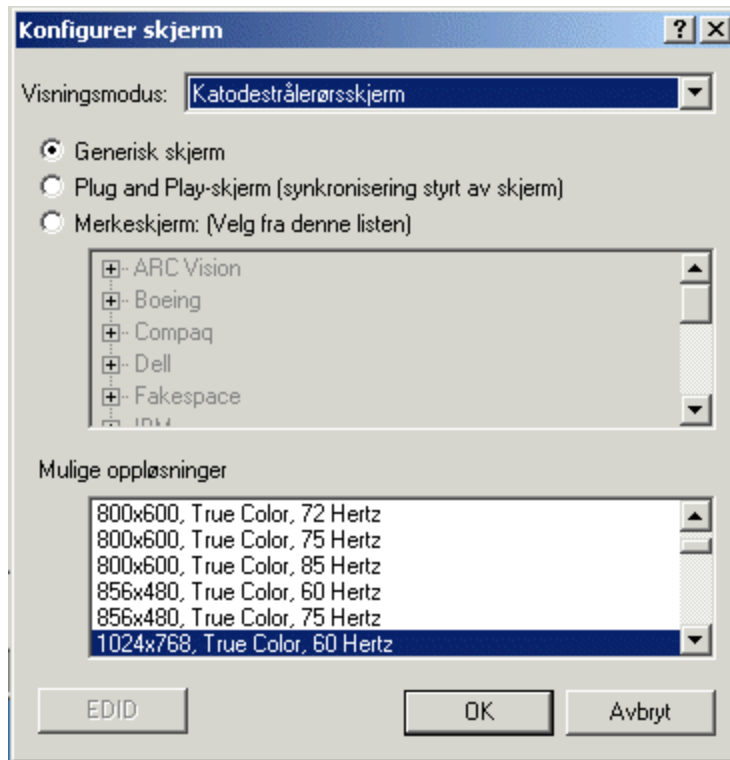 Konfigurer skjerm
Visningsmodus: Katodestrålerørsskjerm
Generisk skjerm
Plug and Play-skjerm (synkronisering styrt av skjerm)
Merkeskjerm: (Velg fra denne listen)
ARC Vision
Boeing
Compaq
Dell
Fakespace
IBM
Mulige oppløsninger
800x600, True Color, 72 Hertz
800x600, True Color, 75 Hertz
800x600, True Color, 85 Hertz
856x480, True Color, 60 Hertz
856x480, True Color, 75 Hertz
1024x768, True Color, 60 Hertz
EDID OK Avbryt